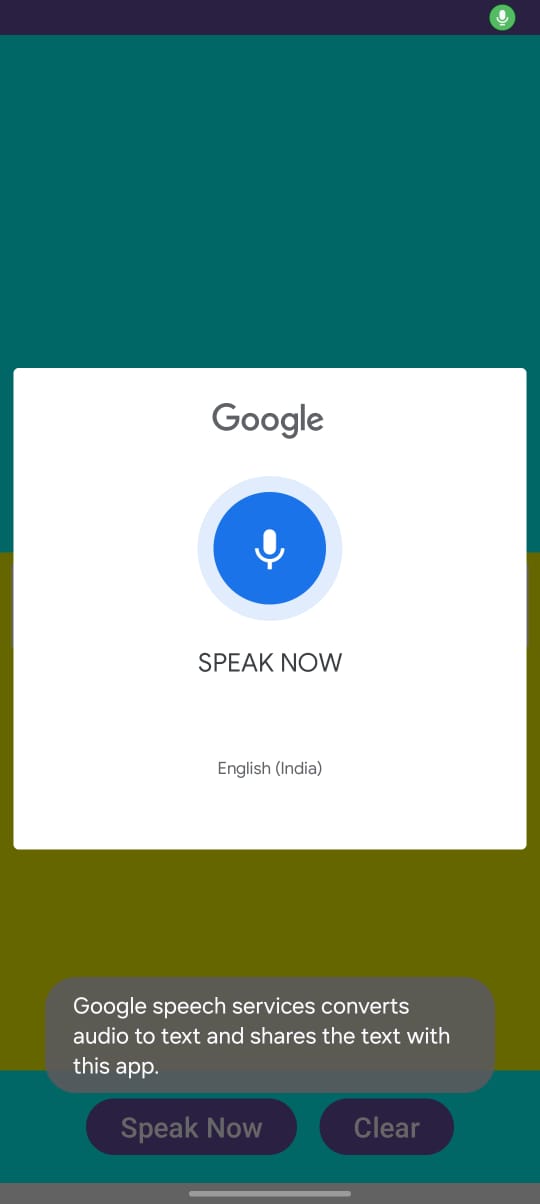 Google
SPEAK NOW
English (India)
Google speech services converts
audio to text and shares the text with
this app.
Speak Now
Clear